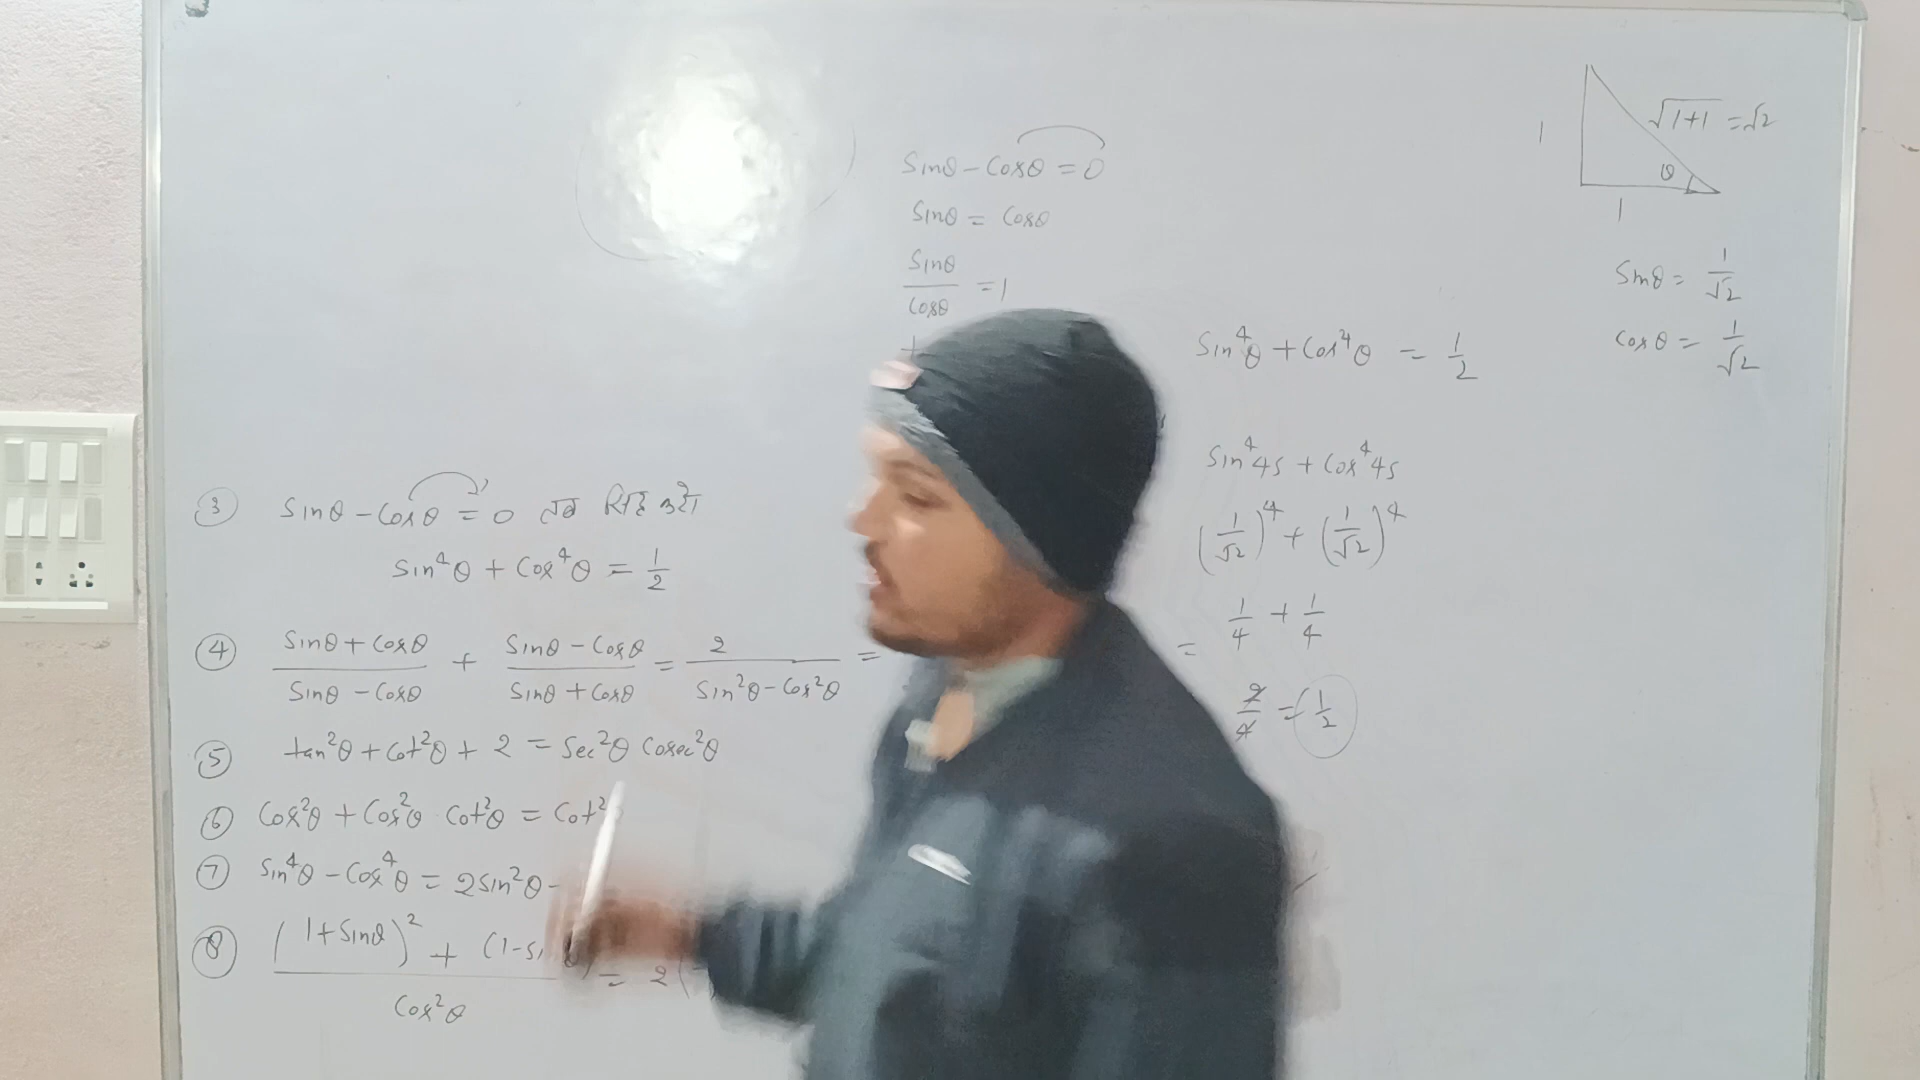 ③ sinθ - cosθ = 0 तब सिद्ध करो
sin⁴θ + cos⁴θ = 1/2
④ (sinθ + cosθ)/(sinθ - cosθ) + (sinθ - cosθ)/(sinθ + cosθ) = 2/(sin²θ - cos²θ) =
⑤ tan²θ + cot²θ + 2 = sec²θ cosec²θ
⑥ cos²θ + cos²θ cot²θ = cot²
⑦ sin⁴θ - cos⁴θ = 2sin²θ -
⑧ ((1+sinθ)² + (1-si θ)/cos²θ = 2(
sinθ - cosθ = 0
sinθ = cosθ
sinθ/cosθ = 1
sin⁴θ + cos⁴θ = 1/2
sin⁴45 + cos⁴45
(1/√2)⁴ + (1/√2)⁴
= 1/4 + 1/4
2/4 = 1/2
1
√1+1 = √2
θ
1
sinθ = 1/√2
cosθ = 1/√2